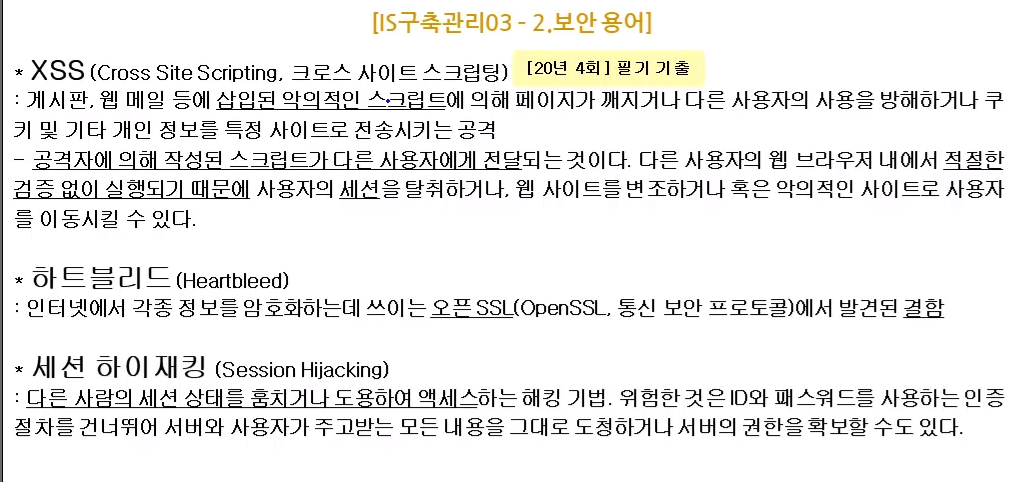 [IS구축관리03 - 2.보안 용어]
* XSS (Cross Site Scripting, 크로스 사이트 스크립팅) [20년 4회] 필기 기출
: 게시판, 웹 메일 등에 삽입된 악의적인 스크립트에 의해 페이지가 깨지거나 다른 사용자의 사용을 방해하거나 쿠
키 및 기타 개인 정보를 특정 사이트로 전송시키는 공격
- 공격자에 의해 작성된 스크립트가 다른 사용자에게 전달되는 것이다. 다른 사용자의 웹 브라우저 내에서 적절한
검증 없이 실행되기 때문에 사용자의 세션을 탈취하거나, 웹 사이트를 변조하거나 혹은 악의적인 사이트로 사용자
를 이동시킬 수 있다.
* 하트블리드 (Heartbleed)
: 인터넷에서 각종 정보를 암호화하는데 쓰이는 오픈 SSL(OpenSSL, 통신 보안 프로토콜)에서 발견된 결함
* 세션 하이재킹 (Session Hijacking)
: 다른 사람의 세션 상태를 훔치거나 도용하여 액세스하는 해킹 기법. 위험한 것은 ID와 패스워드를 사용하는 인증
절차를 건너뛰어 서버와 사용자가 주고받는 모든 내용을 그대로 도청하거나 서버의 권한을 확보할 수도 있다.